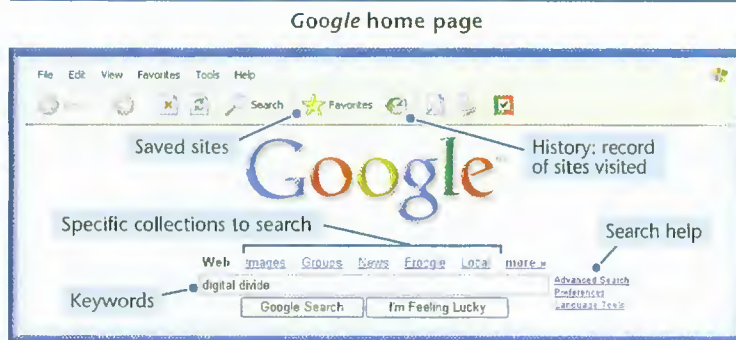 Google home page
File Edit View Favorites Tools Help
Search Favorites
Saved sites
History: record
of sites visited
Google
Specific collections to search
Search help
Web Images Groups News Froogle Local more »
Keywords
digital divide
Advanced Search
Preferences
Language Tools
Google Search I'm Feeling Lucky